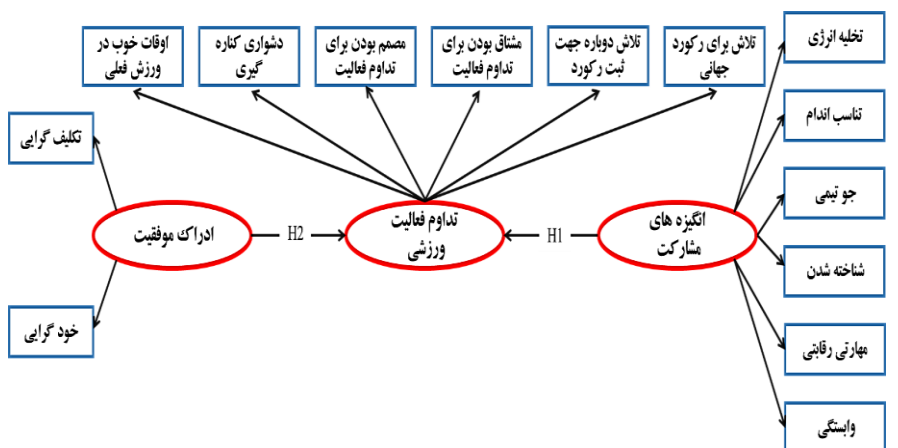 تخلیه انرژی
تلاش برای رکورد
جهانی
تلاش دوباره جهت
ثبت رکورد
مشتاق بودن برای
تداوم فعالیت
مصمم بودن برای
تداوم فعالیت
دشواری کناره
گیری
اوقات خوب در
ورزش فعلی
تناسب اندام
تکلیف گرایی
جو تیمی
انگیزه های
مشارکت
H1
تداوم فعالیت
ورزشی
H2
ادراک موفقیت
شناخته شدن
خود گرایی
مهارتی رقابتی
وابستگی